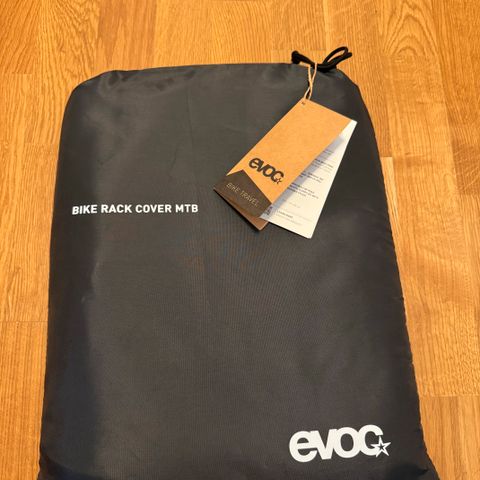 evoc
BIKE TRAVEL
BIKE RACK COVER MTB
evoc